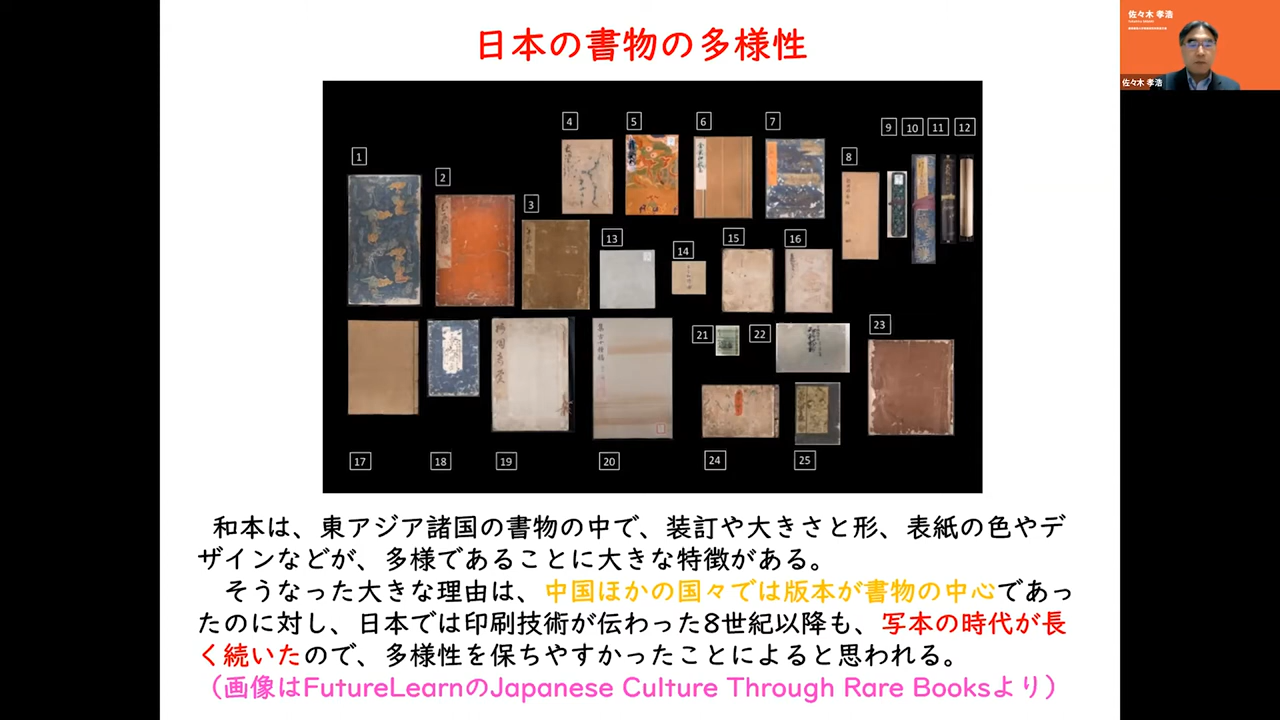 日本の書物の多様性
佐々木 孝浩
佐々木 孝浩
4
5
6
7
9
10
11
12
1
8
2
3
13
14
15
16
21
22
23
17
18
19
20
24
25
和本は、東アジア諸国の書物の中で、装訂や大きさと形、表紙の色やデ
ザインなどが、多様であることに大きな特徴がある。
そうなった大きな理由は、中国ほかの国々では版本が書物の中心であっ
たのに対し、日本では印刷技術が伝わった8世紀以降も、写本の時代が長
く続いたので、多様性を保ちやすかったことによると思われる。
（画像はFutureLearnのJapanese Culture Through Rare Booksより）